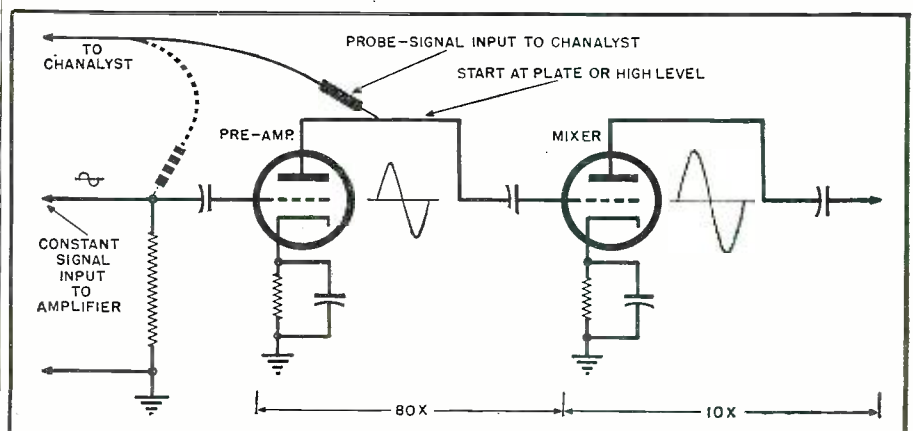 PROBE-SIGNAL INPUT TO CHANALYST
TO
CHANALYST
START AT PLATE OR HIGH LEVEL
PRE-AMP.
MIXER
CONSTANT
SIGNAL
INPUT
TO
AMPLIFIER
80X
10X